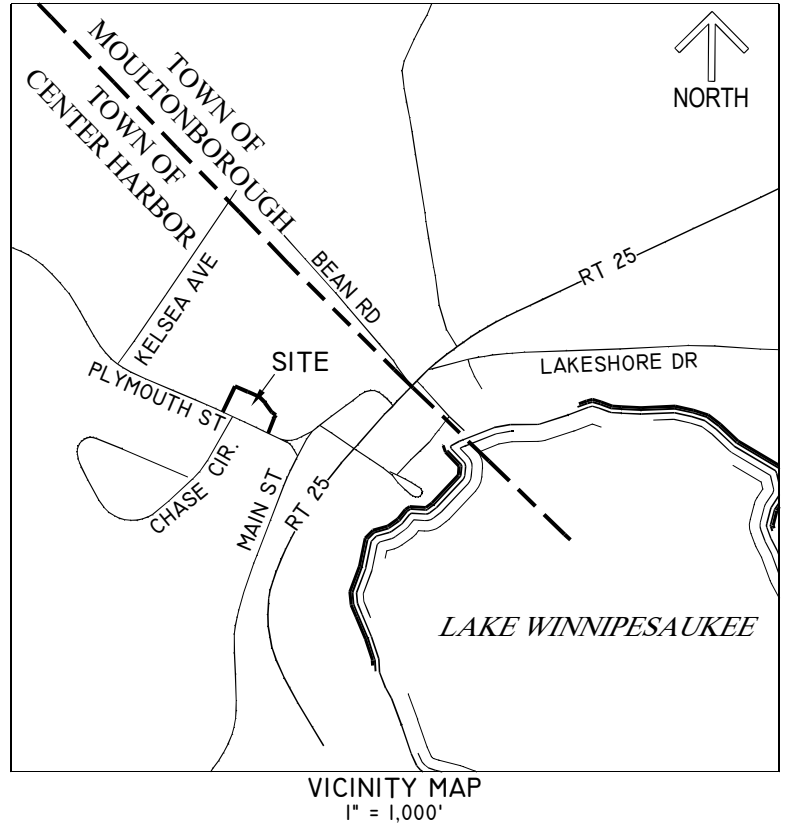 TOWN OF
MOULTONBOROUGH
TOWN OF
CENTER HARBOR
NORTH
KELSEA AVE
BEAN RD
RT 25
SITE
LAKESHORE DR
PLYMOUTH ST
CHASE CIR.
MAIN ST
RT 25
LAKE WINNIPESAUKEE
VICINITY MAP
1" = 1,000'